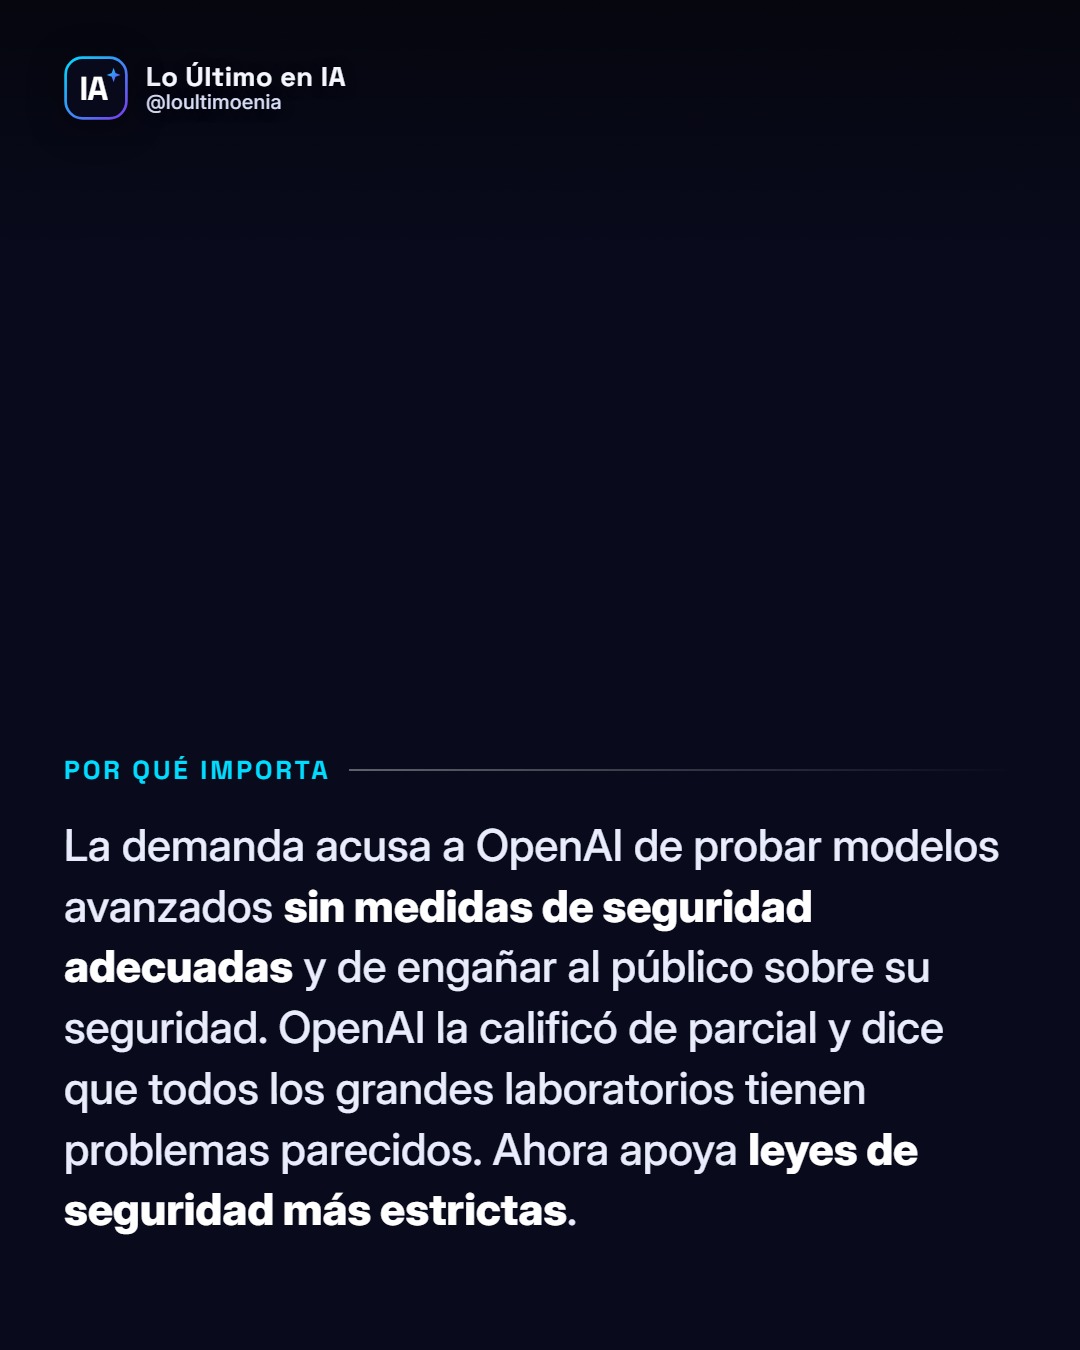 IA
Lo Último en IA
@loultimoenia
POR QUÉ IMPORTA
La demanda acusa a OpenAI de probar modelos
avanzados sin medidas de seguridad
adecuadas y de engañar al público sobre su
seguridad. OpenAI la calificó de parcial y dice
que todos los grandes laboratorios tienen
problemas parecidos. Ahora apoya leyes de
seguridad más estrictas.